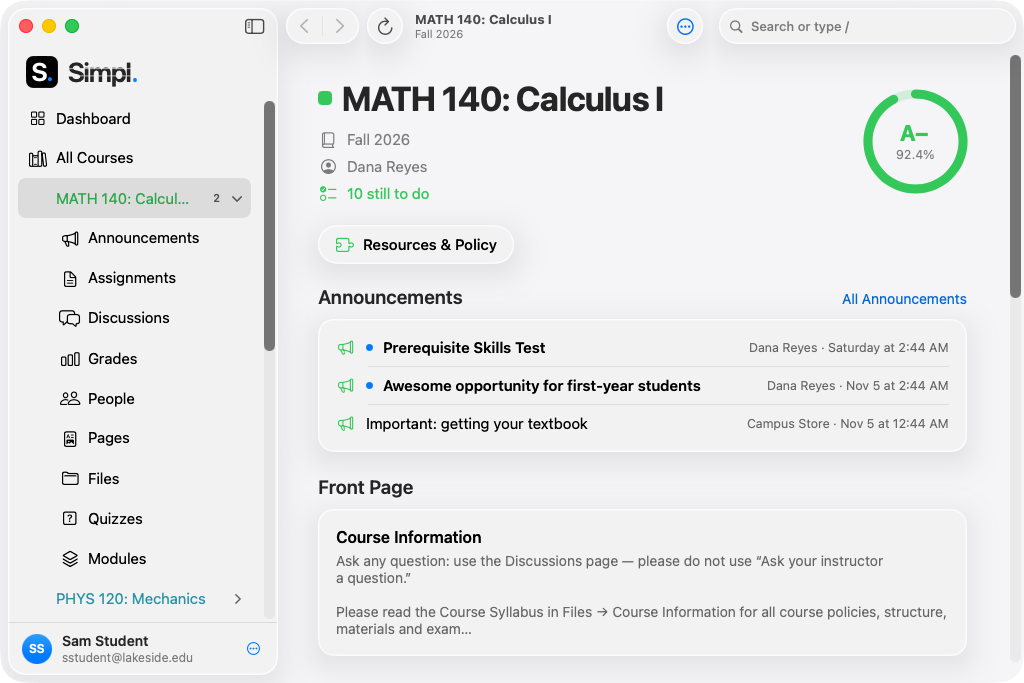 MATH 140: Calculus I
Fall 2026
Search or type /
S.
Simpl.
Dashboard
All Courses
MATH 140: Calcul... 2
Announcements
Assignments
Discussions
Grades
People
Pages
Files
Quizzes
Modules
PHYS 120: Mechanics
SS
Sam Student
sstudent@lakeside.edu
MATH 140: Calculus I
Fall 2026
Dana Reyes
10 still to do
A–
92.4%
Resources & Policy
Announcements
All Announcements
Prerequisite Skills Test
Dana Reyes · Saturday at 2:44 AM
Awesome opportunity for first-year students
Dana Reyes · Nov 5 at 2:44 AM
Important: getting your textbook
Campus Store · Nov 5 at 12:44 AM
Front Page
Course Information
Ask any question: use the Discussions page — please do not use “Ask your instructor
a question.”
Please read the Course Syllabus in Files → Course Information for all course policies, structure,
materials and exam...